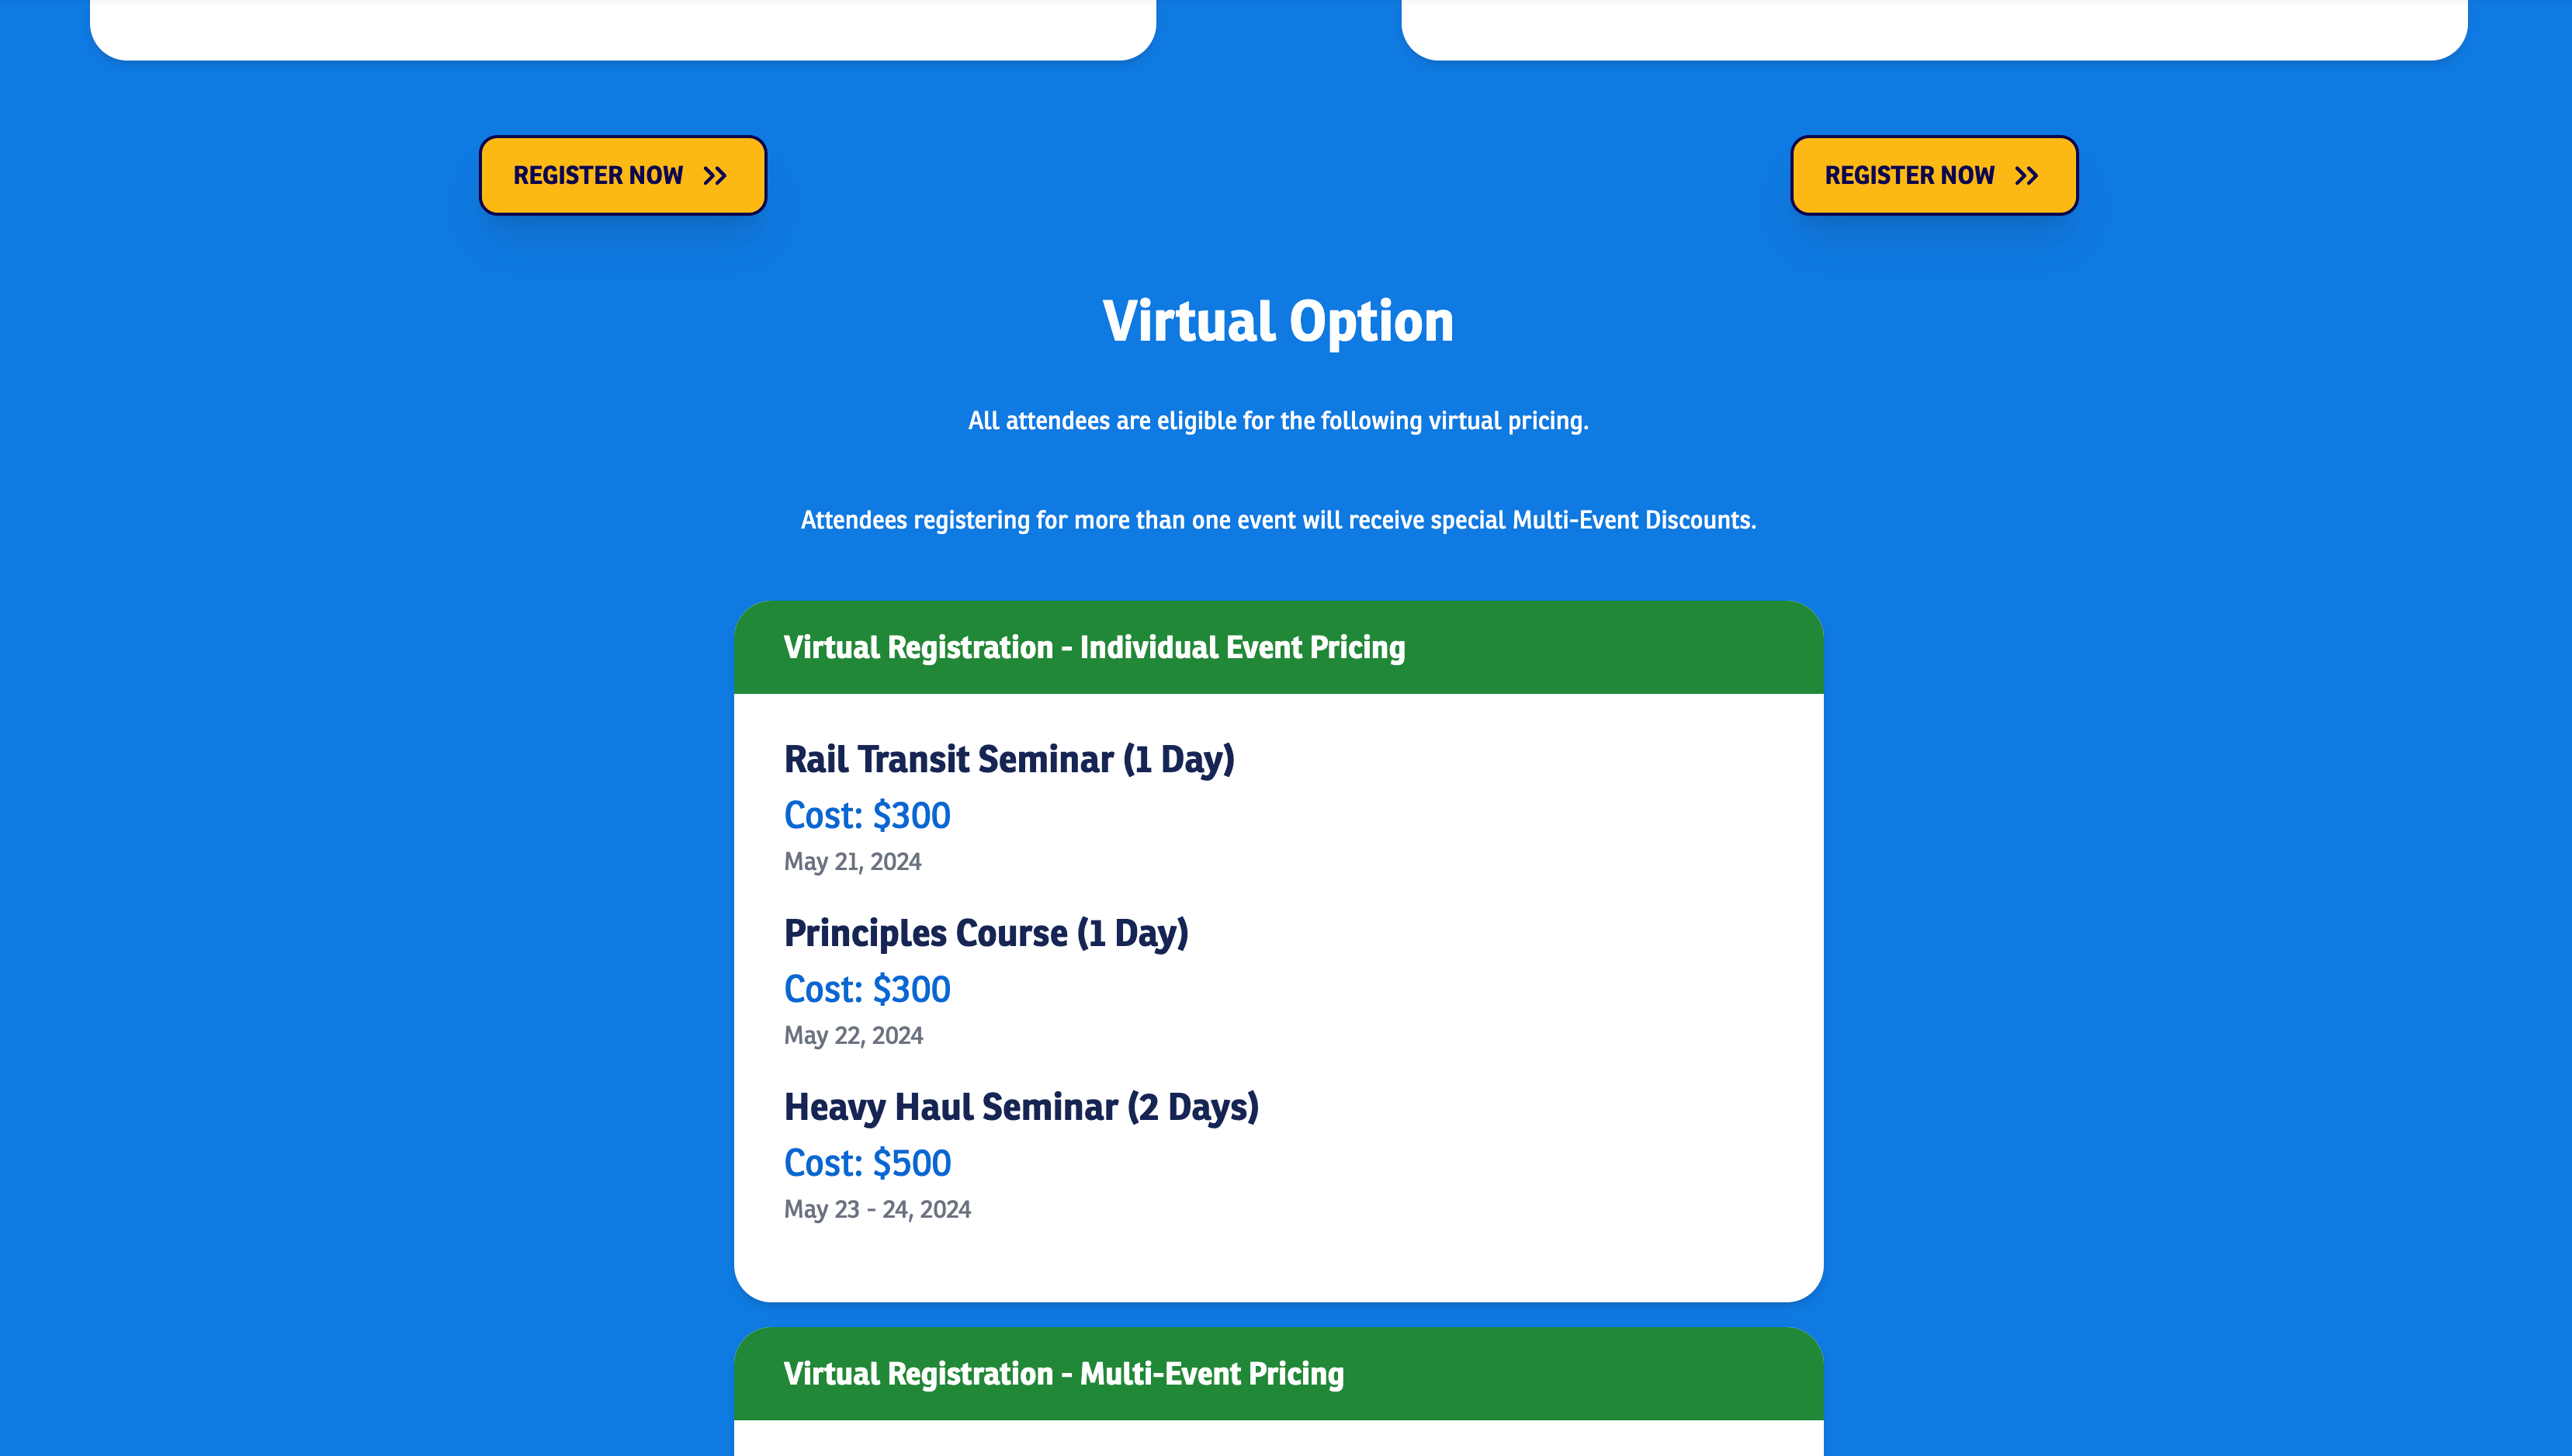 REGISTER NOW
REGISTER NOW
Virtual Option
All attendees are eligible for the following virtual pricing.
Attendees registering for more than one event will receive special Multi-Event Discounts.
Virtual Registration - Individual Event Pricing
Rail Transit Seminar (1 Day)
Cost: $300
May 21, 2024
Principles Course (1 Day)
Cost: $300
May 22, 2024
Heavy Haul Seminar (2 Days)
Cost: $500
May 23 - 24, 2024
Virtual Registration - Multi-Event Pricing